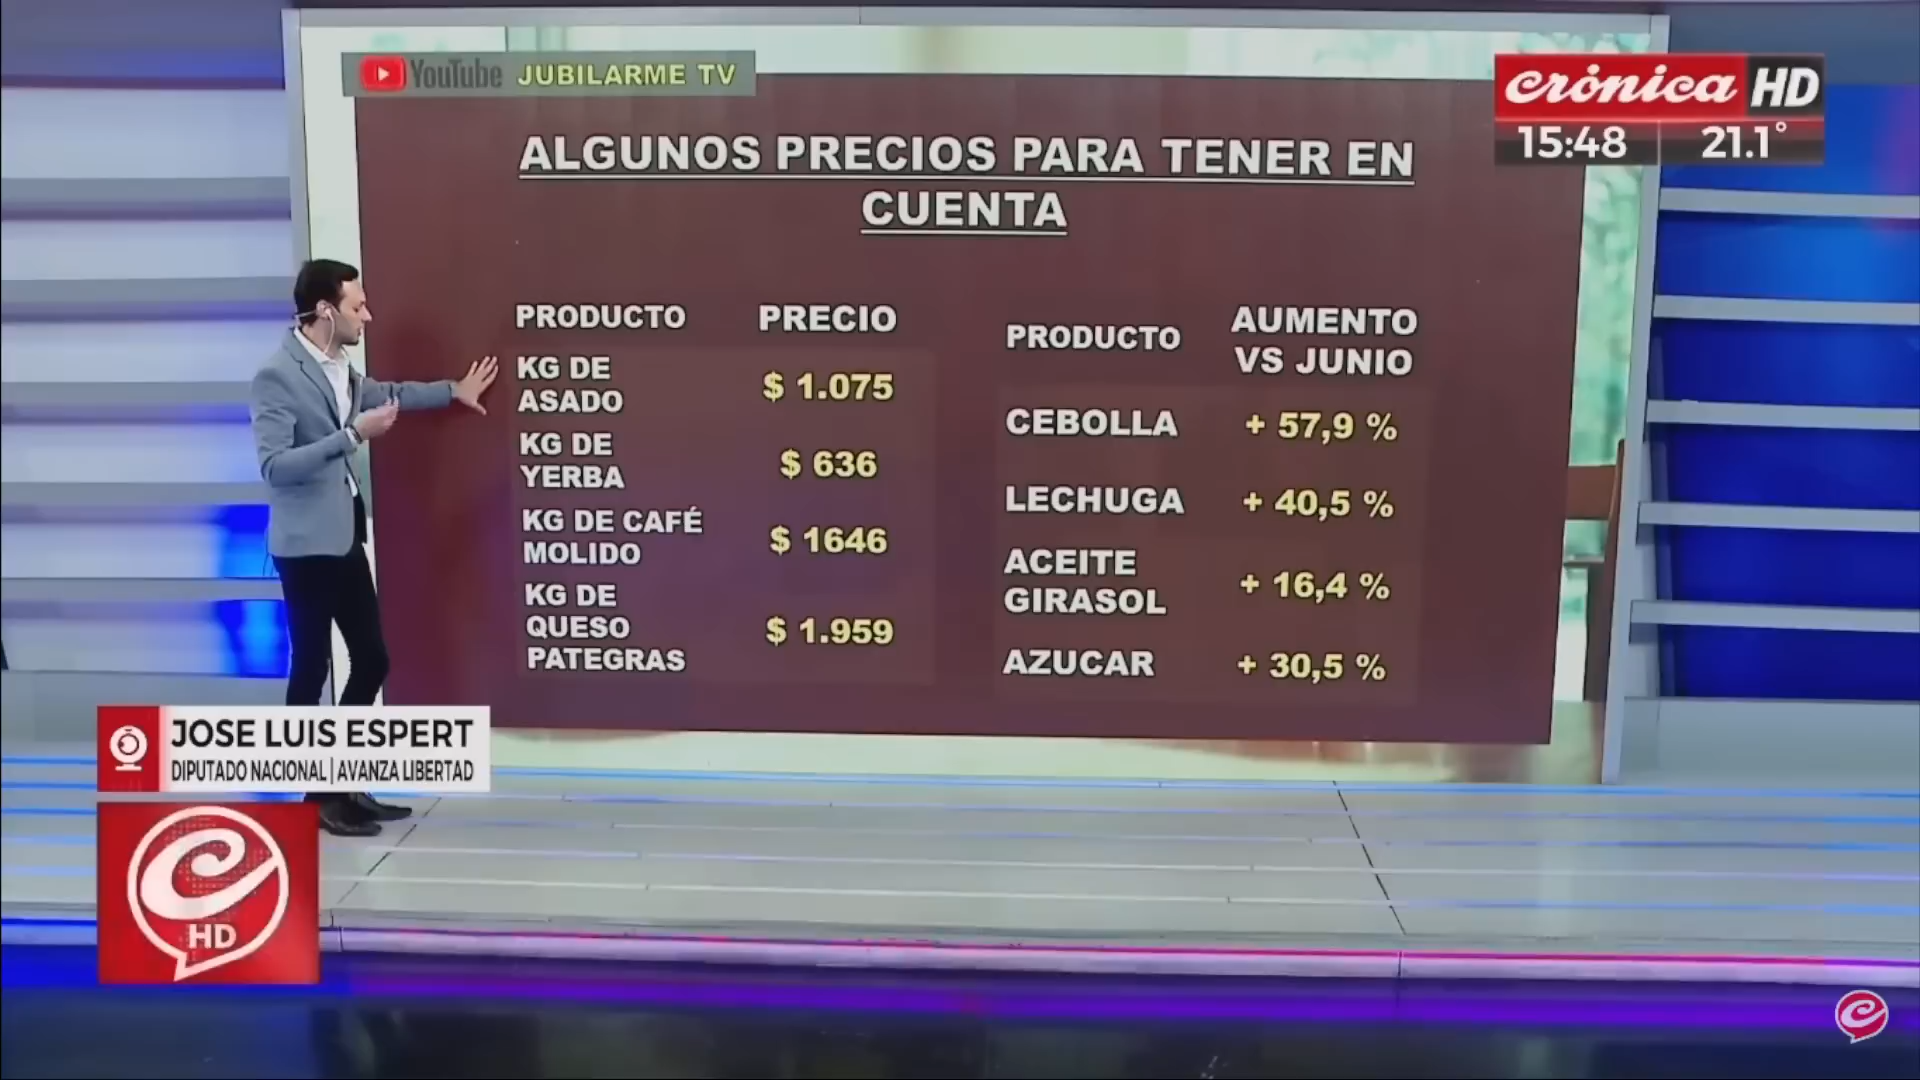 YouTube JUBILARME TV
crónica HD
15:48 21.1°
ALGUNOS PRECIOS PARA TENER EN
CUENTA
PRODUCTO PRECIO
KG DE
ASADO
$ 1.075
KG DE
YERBA
$ 636
KG DE CAFÉ
MOLIDO
$ 1646
KG DE
QUESO
PATEGRAS
$ 1.959
PRODUCTO
AUMENTO
VS JUNIO
CEBOLLA + 57,9 %
LECHUGA + 40,5 %
ACEITE
GIRASOL
+ 16,4 %
AZUCAR + 30,5 %
JOSE LUIS ESPERT
DIPUTADO NACIONAL | AVANZA LIBERTAD
HD